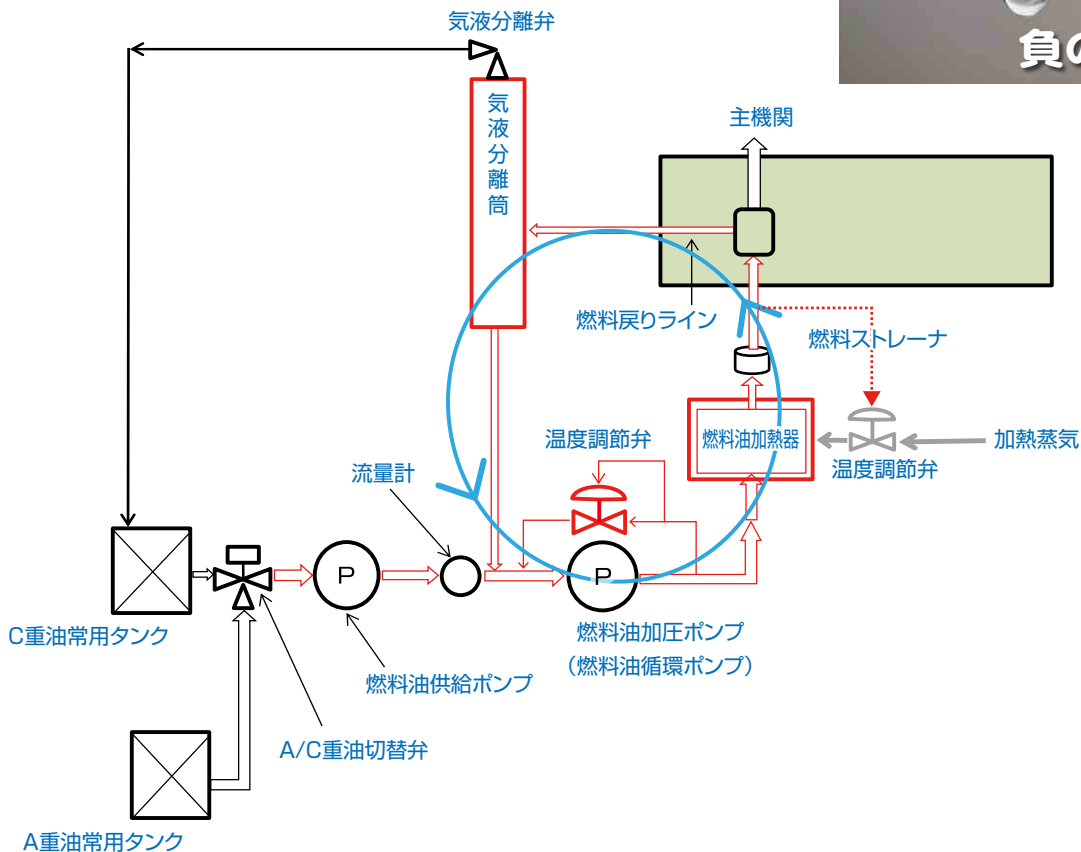 気液分離弁
負の
気液分離筒
主機関
燃料戻りライン
燃料ストレーナ
温度調節弁
燃料油加熱器
加熱蒸気
温度調節弁
流量計
P
P
C重油常用タンク
燃料油加圧ポンプ
(燃料油循環ポンプ)
燃料油供給ポンプ
A/C重油切替弁
A重油常用タンク